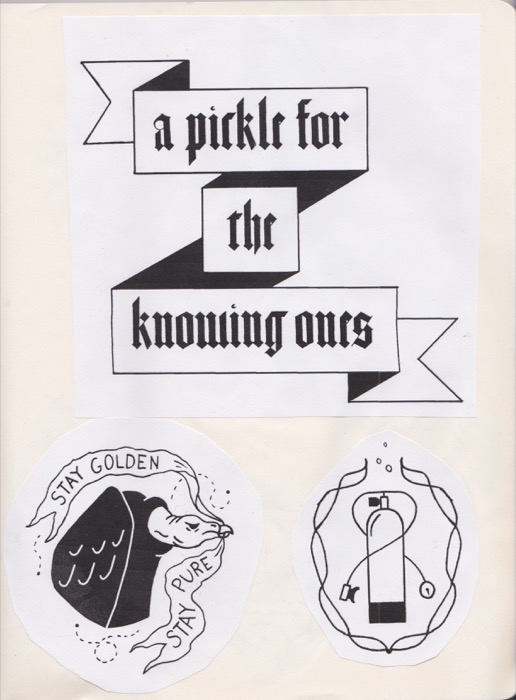 a pickle for
the
knowing ones
STAY GOLDEN
STAY PURE